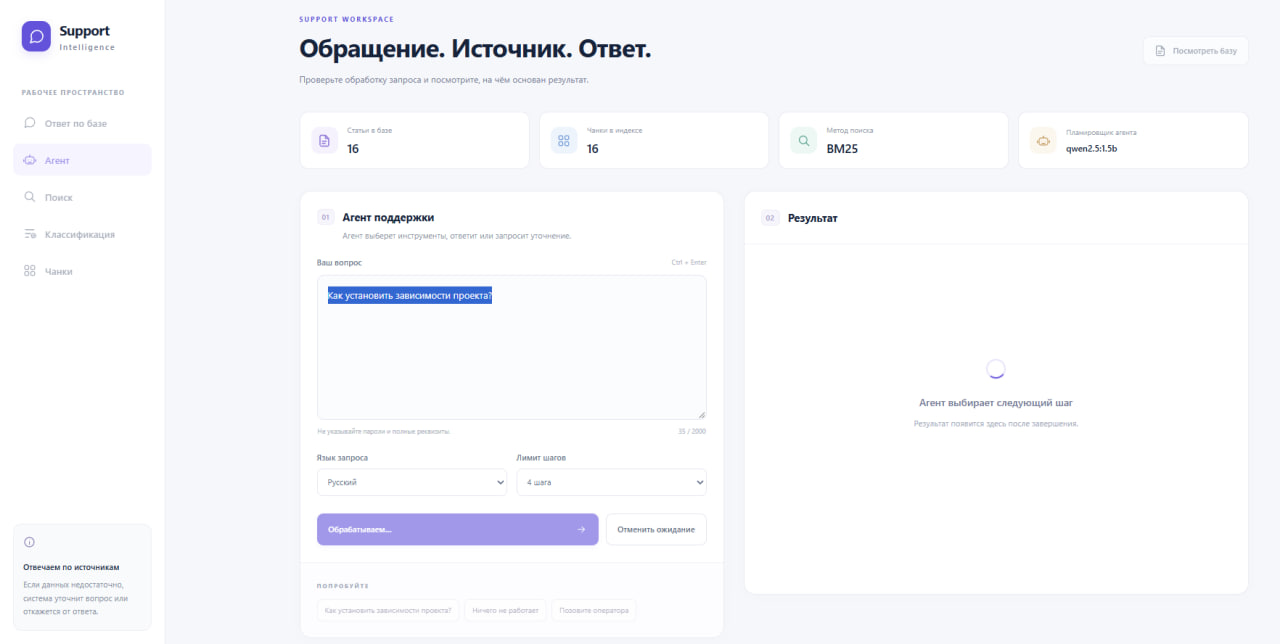 Support
Intelligence
РАБОЧЕЕ ПРОСТРАНСТВО
Ответ по базе
Агент
Поиск
Классификация
Чанки
Отвечаем по источникам
Если данных недостаточно,
система уточнит вопрос или
откажется от ответа.
SUPPORT WORKSPACE
Обращение. Источник. Ответ.
Проверьте обработку запроса и посмотрите, на чём основан результат.
Посмотреть базу
Статьи в базе
16
Чанки в индексе
16
Метод поиска
BM25
Планировщик агента
qwen2.5:1.5b
01 Агент поддержки
Агент выберет инструменты, ответит или запросит уточнение.
Ваш вопрос
Ctrl + Enter
Как установить зависимости проекта?
Не указывайте пароли и полные реквизиты.
35 / 2000
Язык запроса
Русский
Лимит шагов
4 шага
Обрабатываем...
Отменить ожидание
ПОПРОБУЙТЕ
Как установить зависимости проекта?
Ничего не работает
Позовите оператора
02 Результат
Агент выбирает следующий шаг
Результат появится здесь после завершения.